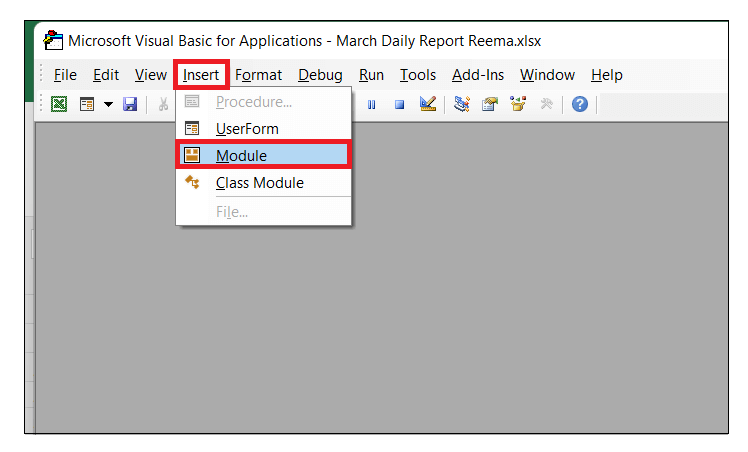 Microsoft Visual Basic for Applications - March Daily Report Reema.xlsx
File Edit View Insert Format Debug Run Tools Add-Ins Window Help
Procedure...
UserForm
Module
Class Module
File...